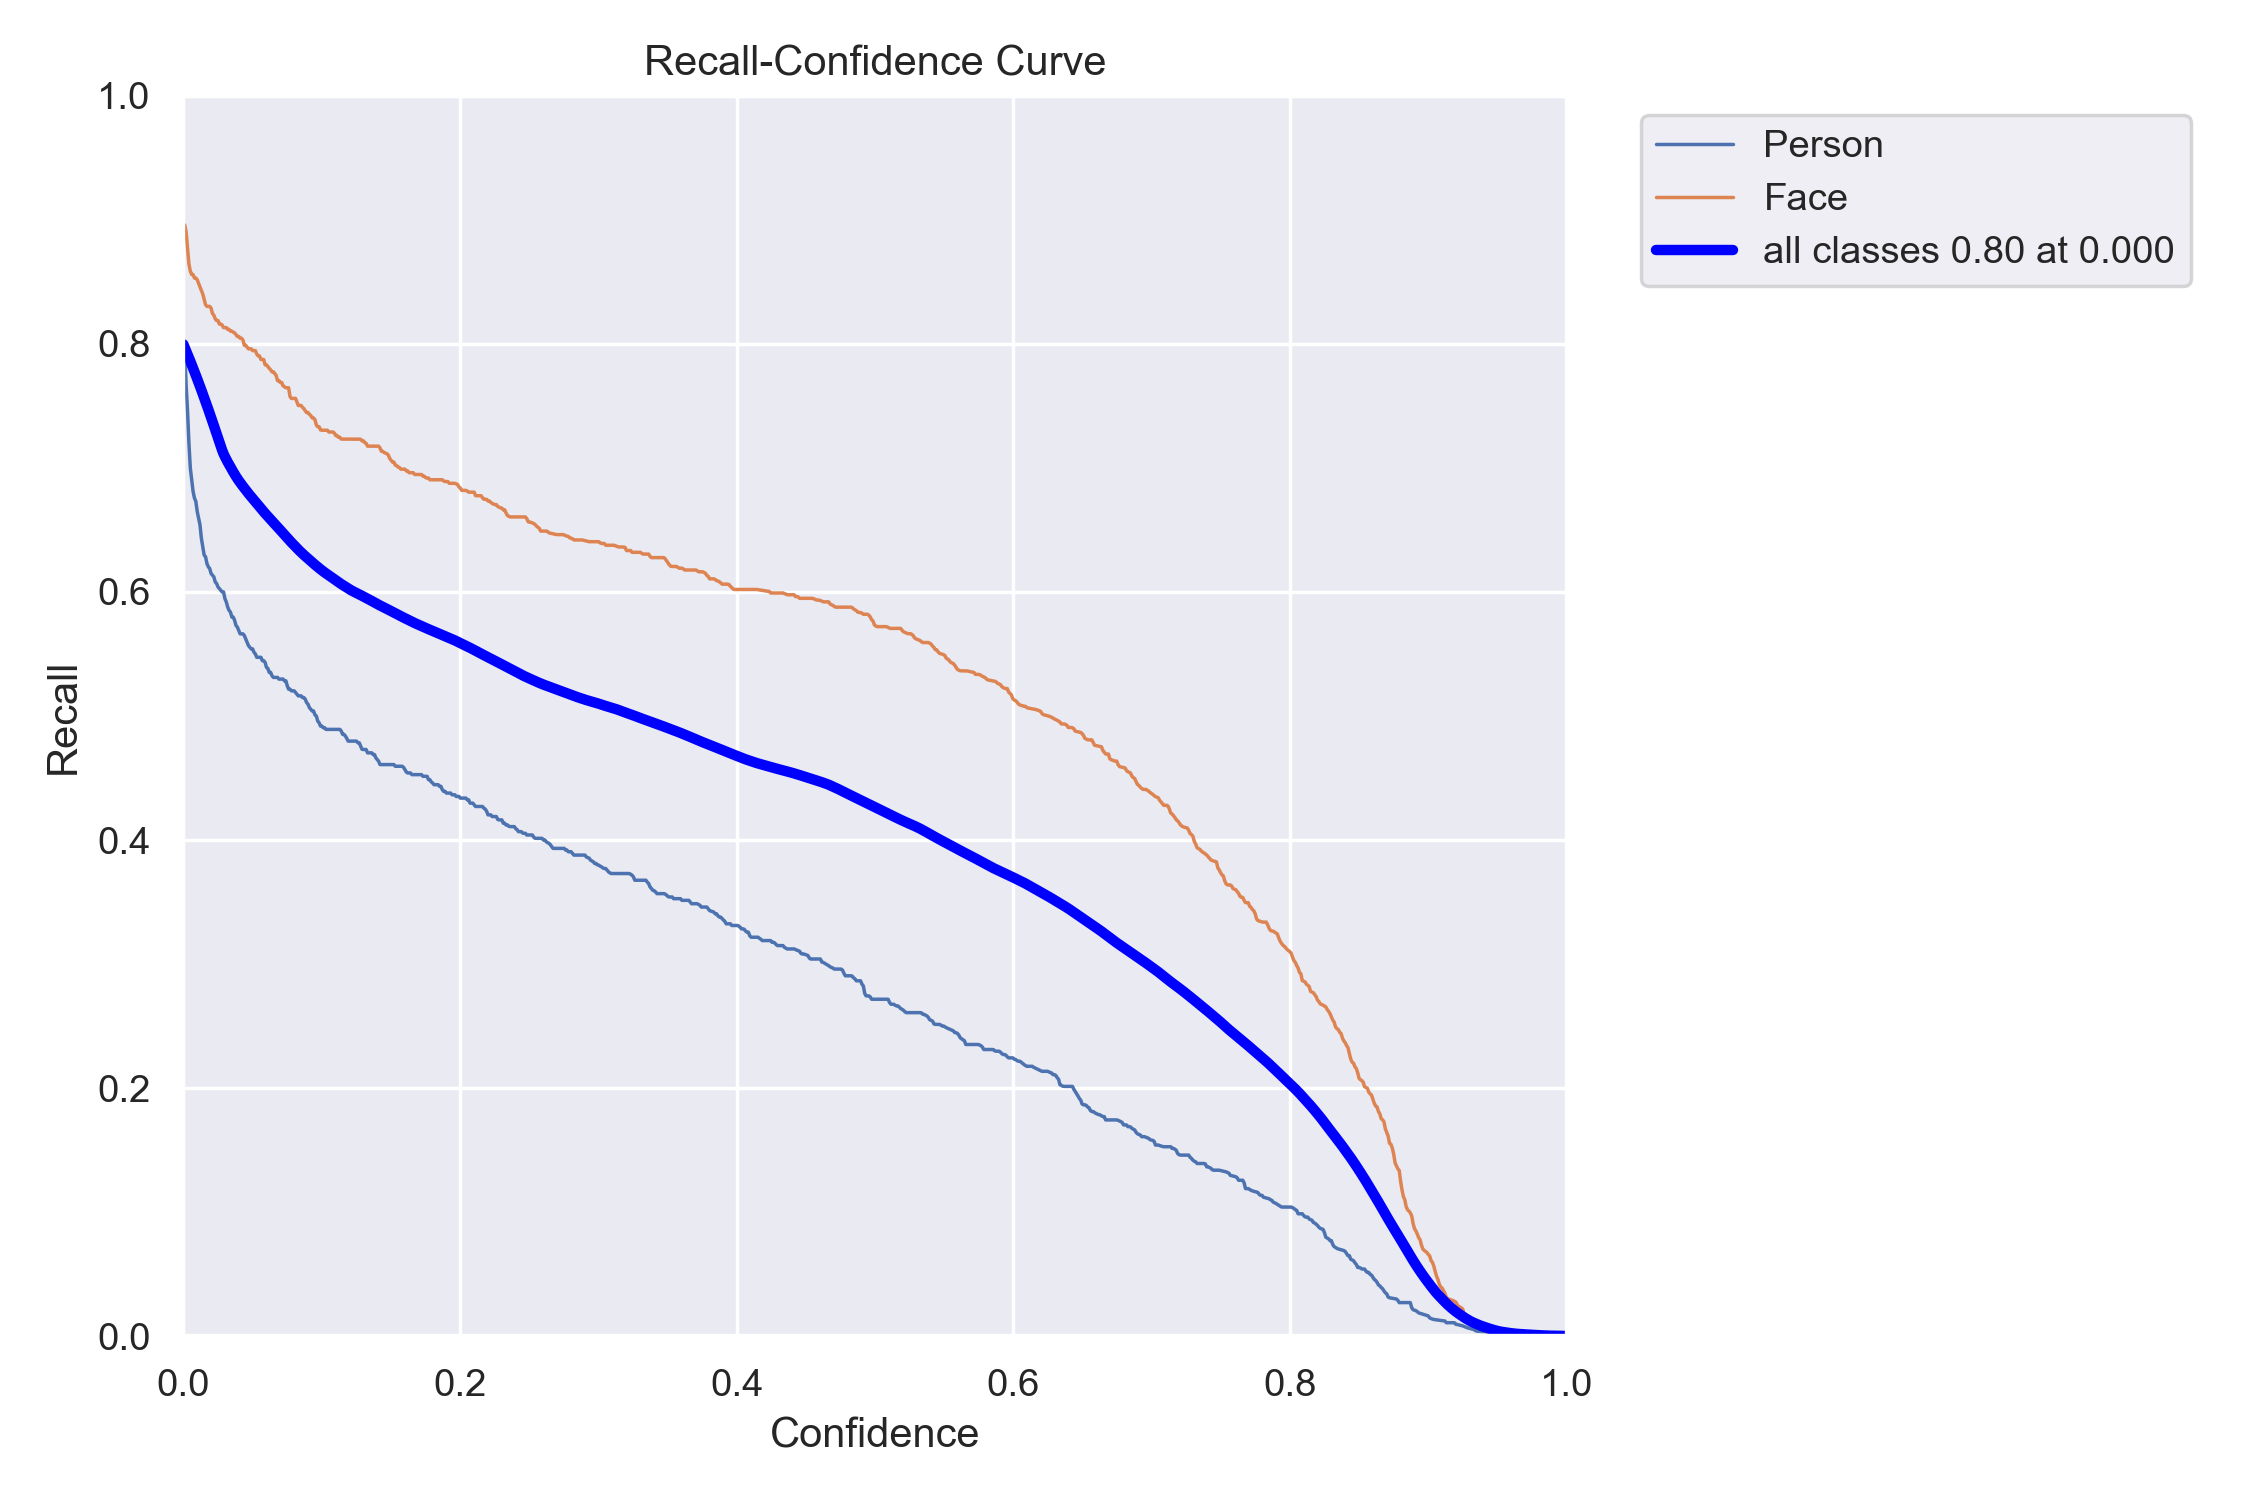 Recall-Confidence Curve
1.0
0.8
0.6
0.4
0.2
0.0
Recall
0.0 0.2 0.4 0.6 0.8 1.0
Confidence
Person
Face
all classes 0.80 at 0.000